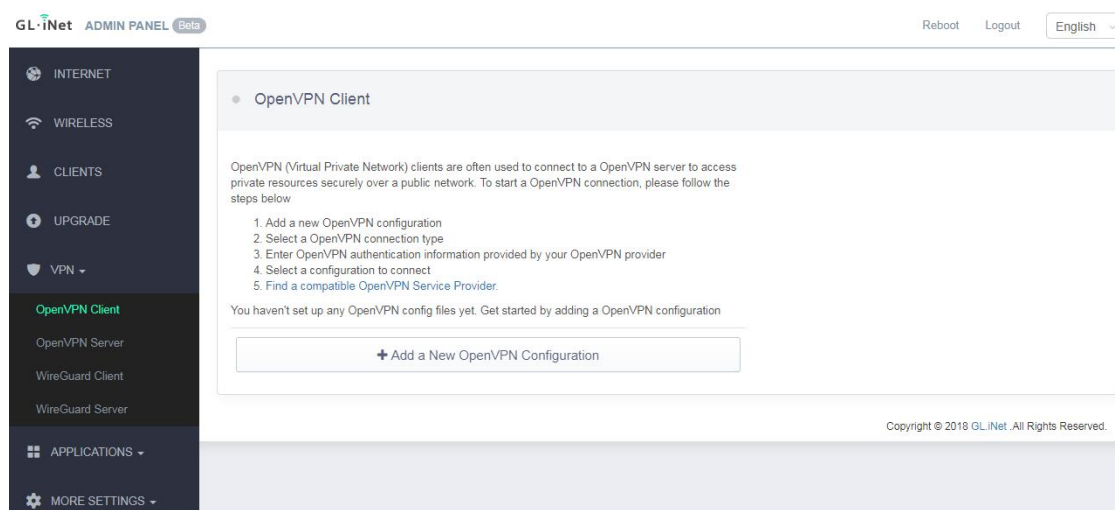 GL·iNet ADMIN PANEL Beta
Reboot Logout English
INTERNET
WIRELESS
CLIENTS
UPGRADE
VPN
OpenVPN Client
OpenVPN Server
WireGuard Client
WireGuard Server
APPLICATIONS
MORE SETTINGS
OpenVPN Client
OpenVPN (Virtual Private Network) clients are often used to connect to a OpenVPN server to access
private resources securely over a public network. To start a OpenVPN connection, please follow the
steps below
1. Add a new OpenVPN configuration
2. Select a OpenVPN connection type
3. Enter OpenVPN authentication information provided by your OpenVPN provider
4. Select a configuration to connect
5. Find a compatible OpenVPN Service Provider.
You haven't set up any OpenVPN config files yet. Get started by adding a OpenVPN configuration
+ Add a New OpenVPN Configuration
Copyright © 2018 GL.iNet .All Rights Reserved.